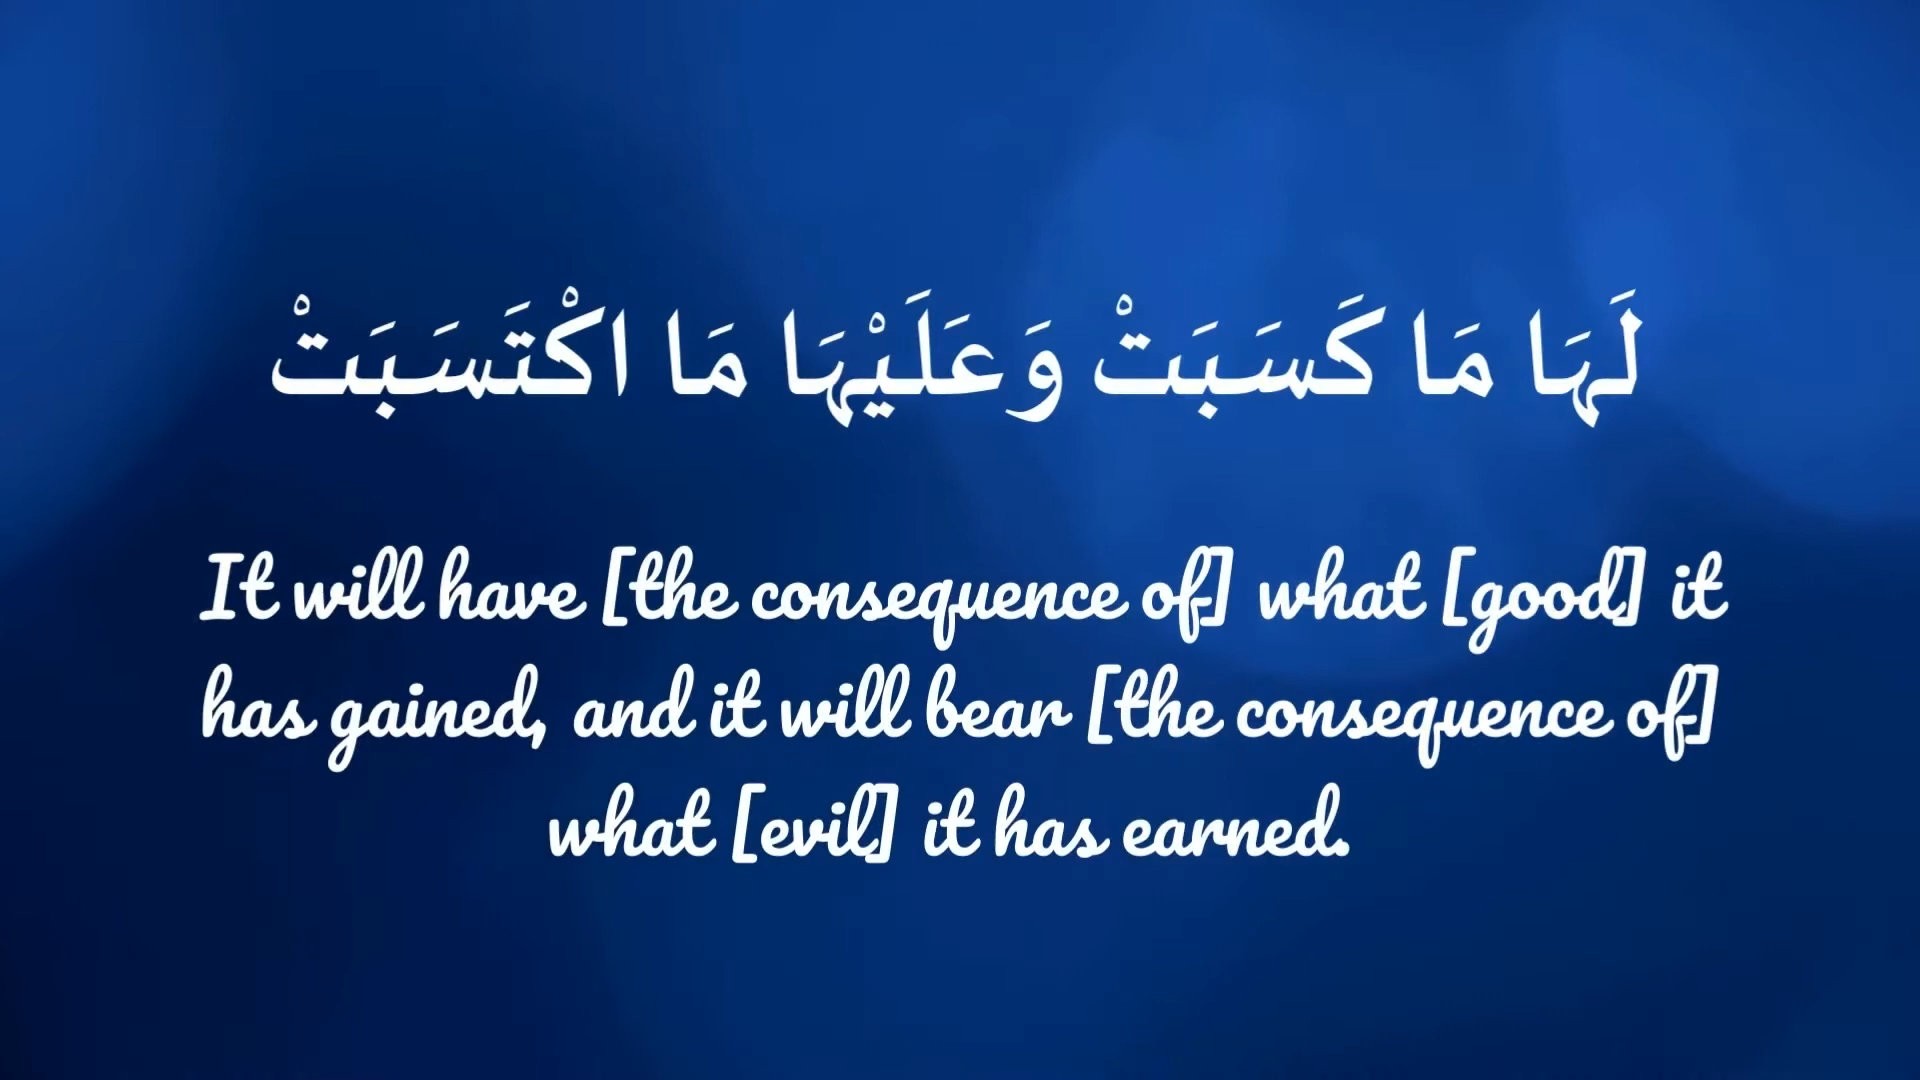 لَهَا مَا كَسَبَتْ وَعَلَيْهَا مَا اكْتَسَبَتْ
It will have [the consequence of] what [good] it
has gained, and it will bear [the consequence of]
what [evil] it has earned.